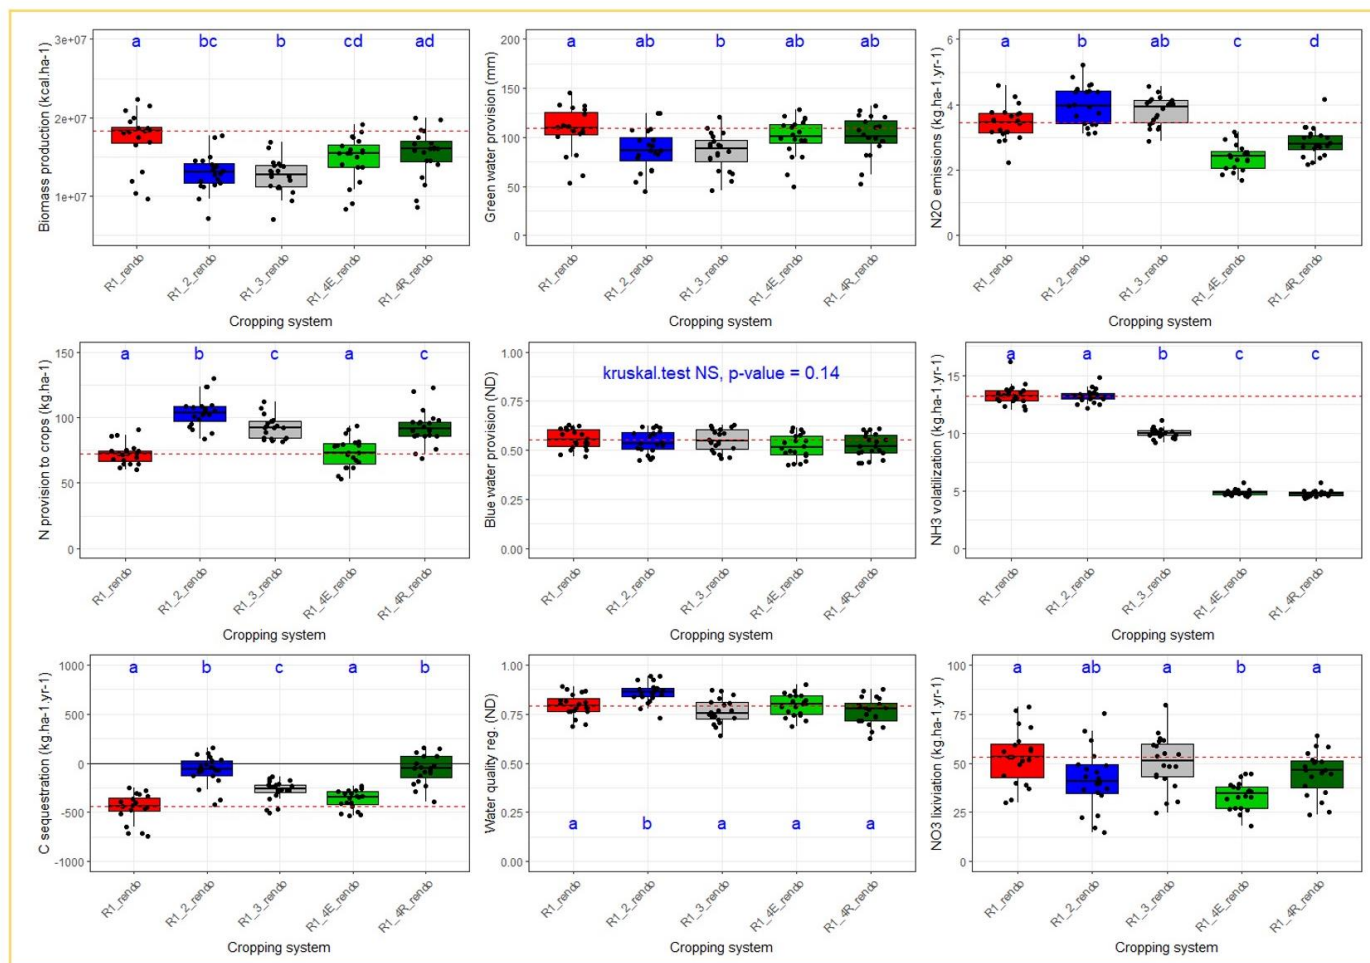 Biomass production (kcal.ha-1)
3e+07
2e+07
1e+07
a bc b cd ad
R1_rendo R1_2_rendo R1_3_rendo R1_4E_rendo R1_4R_rendo
Cropping system
Green water provision (mm)
200
150
100
50
0
a ab b ab ab
R1_rendo R1_2_rendo R1_3_rendo R1_4E_rendo R1_4R_rendo
Cropping system
N2O emissions (kg.ha-1.yr-1)
6
4
2
0
a b ab c d
R1_rendo R1_2_rendo R1_3_rendo R1_4E_rendo R1_4R_rendo
Cropping system
N provision to crops (kg.ha-1)
150
100
50
0
a b c a c
R1_rendo R1_2_rendo R1_3_rendo R1_4E_rendo R1_4R_rendo
Cropping system
Blue water provision (ND)
1.00
0.75
0.50
0.25
0.00
kruskal.test NS, p-value = 0.14
R1_rendo R1_2_rendo R1_3_rendo R1_4E_rendo R1_4R_rendo
Cropping system
NH3 volatilization (kg.ha-1.yr-1)
15
10
5
0
a a b c c
R1_rendo R1_2_rendo R1_3_rendo R1_4E_rendo R1_4R_rendo
Cropping system
C sequestration (kg.ha-1.yr-1)
1000
500
0
-500
-1000
a b c a b
R1_rendo R1_2_rendo R1_3_rendo R1_4E_rendo R1_4R_rendo
Cropping system
Water quality reg. (ND)
1.00
0.75
0.50
0.25
0.00
a b a a a
R1_rendo R1_2_rendo R1_3_rendo R1_4E_rendo R1_4R_rendo
Cropping system
NO3 lixiviation (kg.ha-1.yr-1)
100
75
50
25
0
a ab a b a
R1_rendo R1_2_rendo R1_3_rendo R1_4E_rendo R1_4R_rendo
Cropping system